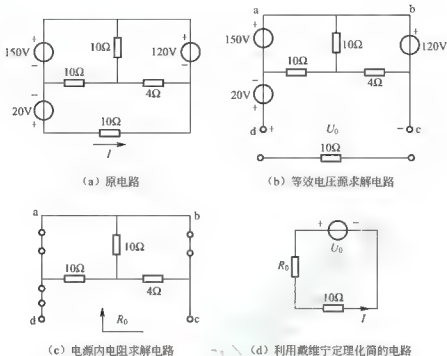 a b
+ 150V − 10Ω + 120V −
10Ω 4Ω
− 20V +
10Ω
I
(a) 原电路
+ 150V − 10Ω + 120V −
10Ω 4Ω
− 20V +
d + U₀ − c
10Ω
(b) 等效电压源求解电路
a b
10Ω
10Ω 4Ω
d R₀ c
(c) 电源内电阻求解电路
+ −
U₀
R₀
10Ω I
(d) 利用戴维宁定理化简的电路